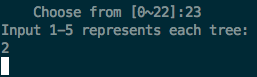 Choose from [0~22]:23
Input 1-5 represents each tree:
2